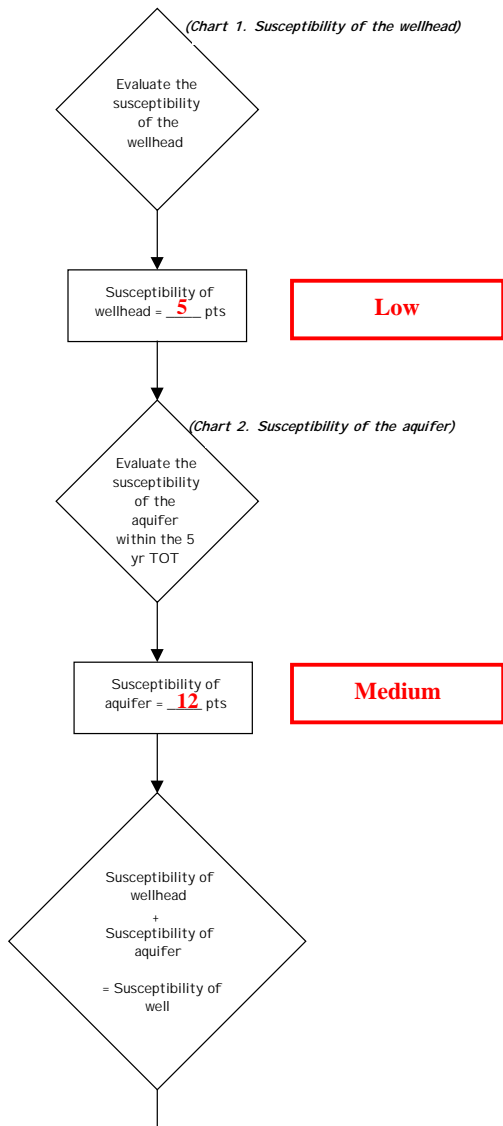 (Chart 1. Susceptibility of the wellhead)
Evaluate the
susceptibility
of the
wellhead
Susceptibility of
wellhead = __5__ pts
Low
(Chart 2. Susceptibility of the aquifer)
Evaluate the
susceptibility
of the
aquifer
within the 5
yr TOT
Susceptibility of
aquifer = __12__ pts
Medium
Susceptibility of
wellhead
+
Susceptibility of
aquifer
= Susceptibility of
well